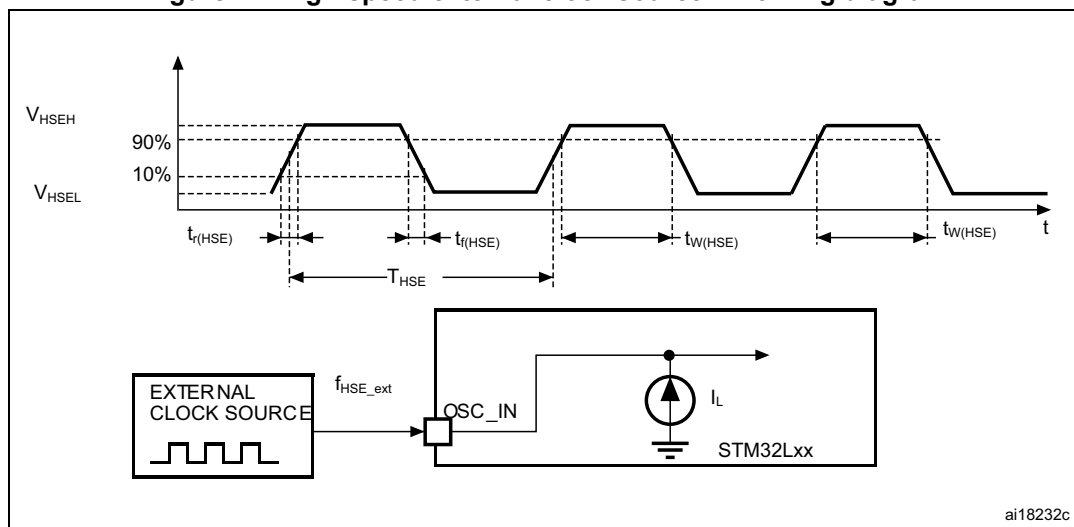 V_HSEH
90%
10%
V_HSEL
t_r(HSE)
t_f(HSE)
t_W(HSE)
t_W(HSE)
t
T_HSE
EXTERNAL
CLOCK SOURCE
f_HSE_ext
OSC_IN
I_L
STM32Lxx
ai18232c